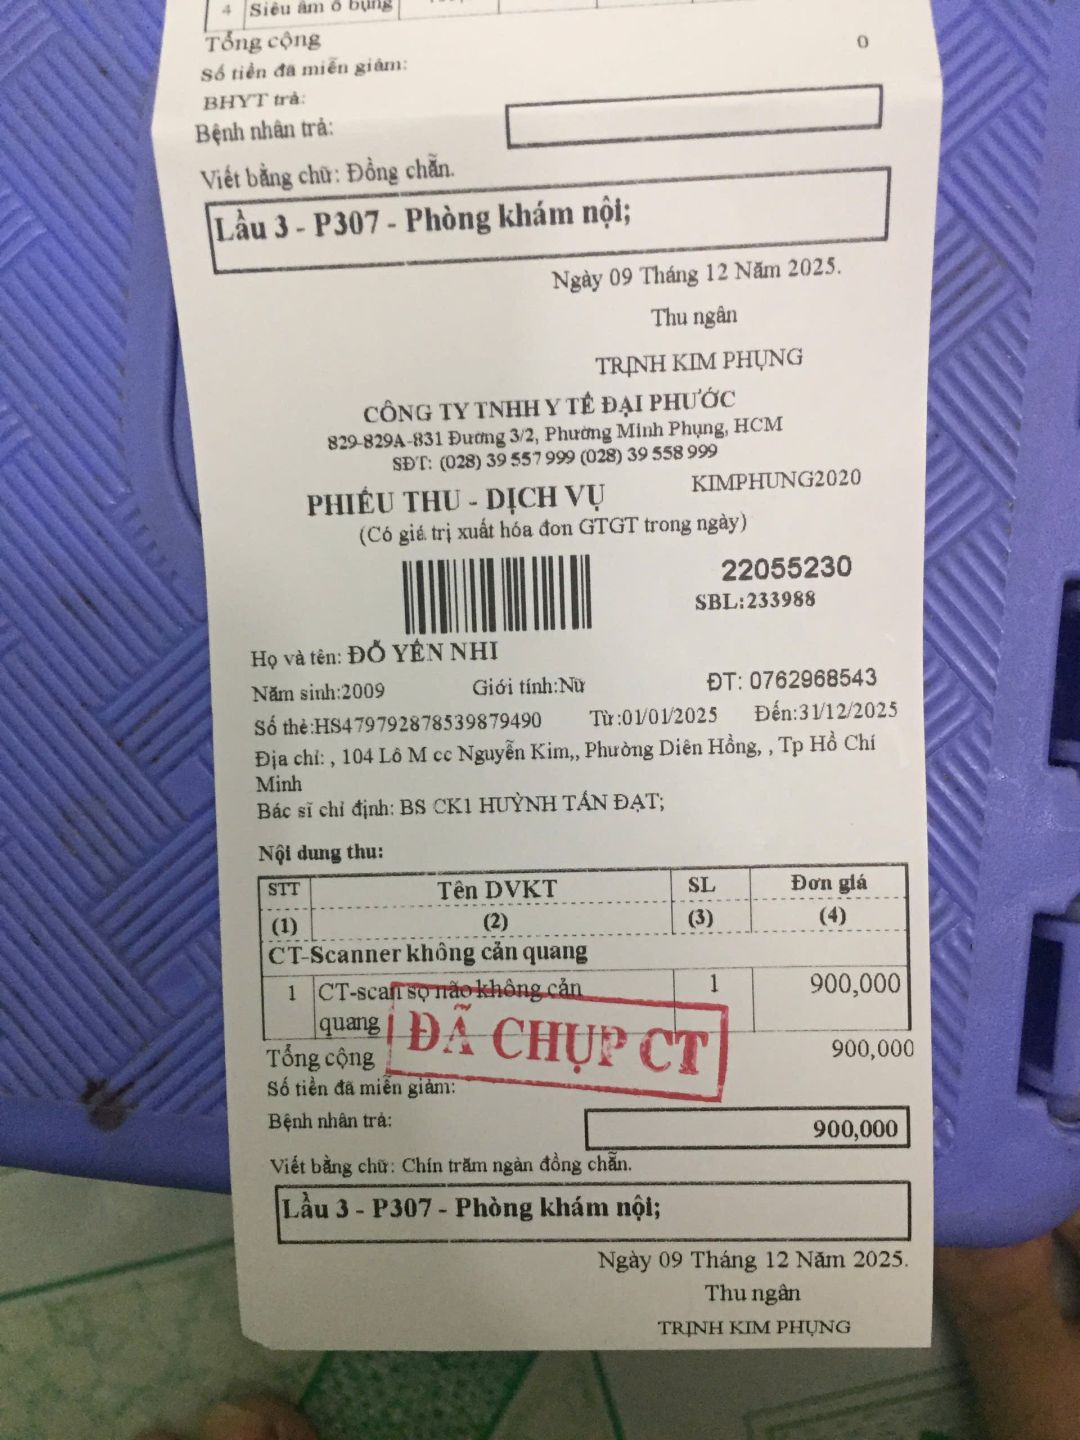 4 Siêu âm ổ bụng
Tổng cộng 0
Số tiền đã miễn giảm:
BHYT trả:
Bệnh nhân trả:
Viết bằng chữ: Đồng chẵn.
Lầu 3 - P307 - Phòng khám nội;
Ngày 09 Tháng 12 Năm 2025.
Thu ngân
TRỊNH KIM PHỤNG
CÔNG TY TNHH Y TẾ ĐẠI PHƯỚC
829-829A-831 Đường 3/2, Phường Minh Phụng, HCM
SĐT: (028) 39 557 999 (028) 39 558 999
KIMPHUNG2020
PHIẾU THU - DỊCH VỤ
(Có giá trị xuất hóa đon GTGT trong ngày)
22055230
SBL:233988
Họ và tên: ĐỖ YẾN NHI
Năm sinh:2009 Giới tính:Nữ ĐT: 0762968543
Số thẻ:HS479792878539879490 Từ:01/01/2025 Đến:31/12/2025
Địa chỉ: , 104 Lô M cc Nguyễn Kim,, Phường Diên Hồng, , Tp Hồ Chí
Minh
Bác sĩ chỉ định: BS CK1 HUỲNH TẤN ĐẠT;
Nội dung thu:
STT Tên DVKT SL Đơn giá
(1) (2) (3) (4)
CT-Scanner không cản quang
1 CT-scan sọ não không cản 1 900,000
quang
ĐÃ CHỤP CT
Tổng cộng 900,000
Số tiền đã miễn giảm:
Bệnh nhân trả: 900,000
Viết bằng chữ: Chín trăm ngàn đồng chẵn.
Lầu 3 - P307 - Phòng khám nội;
Ngày 09 Tháng 12 Năm 2025.
Thu ngân
TRỊNH KIM PHỤNG